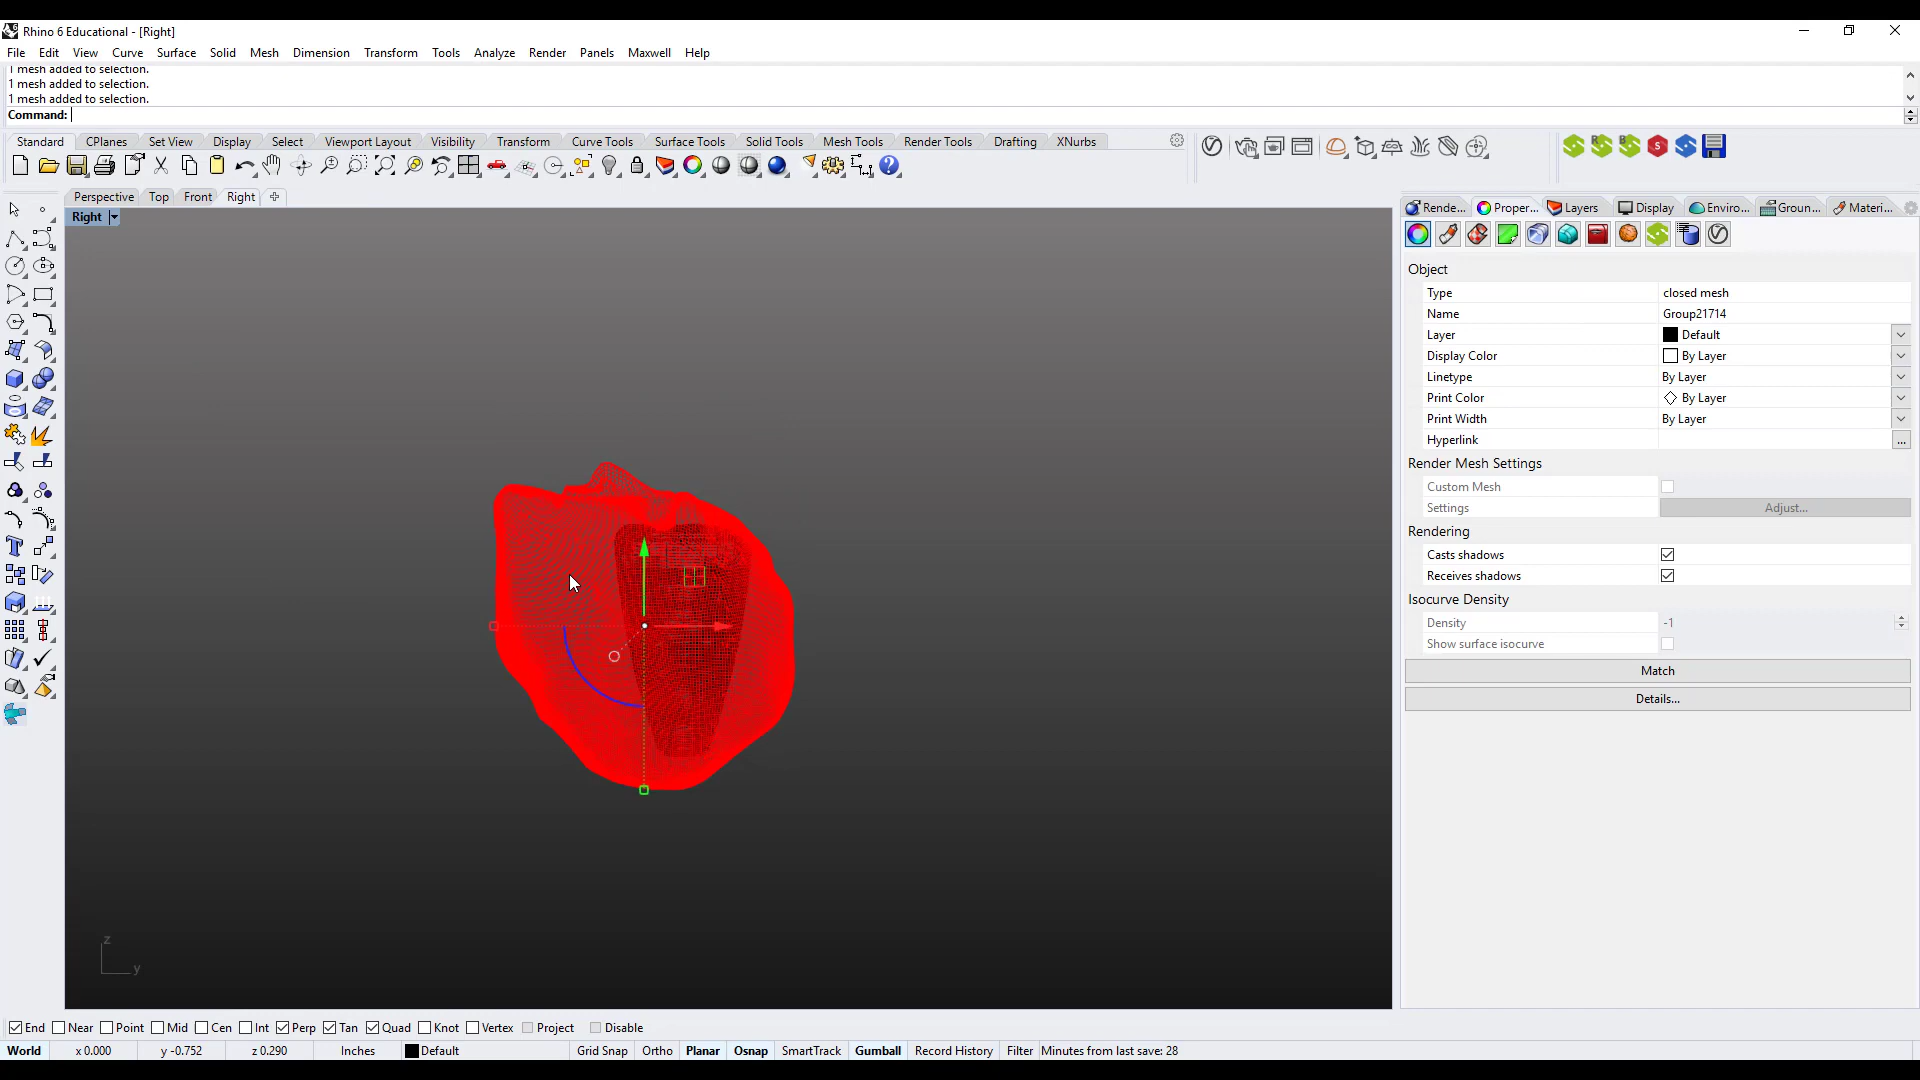 Rhino 6 Educational - [Right]
File Edit View Curve Surface Solid Mesh Dimension Transform Tools Analyze Render Panels Maxwell Help
1 mesh added to selection.
1 mesh added to selection.
1 mesh added to selection.
Command:
Standard CPlanes Set View Display Select Viewport Layout Visibility Transform Curve Tools Surface Tools Solid Tools Mesh Tools Render Tools Drafting XNurbs
Perspective Top Front Right
Right
Rende... Proper... Layers Display Enviro... Groun... Materi...
Object
Type closed mesh
Name Group21714
Layer Default
Display Color By Layer
Linetype By Layer
Print Color By Layer
Print Width By Layer
Hyperlink ...
Render Mesh Settings
Custom Mesh
Settings Adjust...
Rendering
Casts shadows
Receives shadows
Isocurve Density
Density -1
Show surface isocurve
Match
Details...
z
y
End Near Point Mid Cen Int Perp Tan Quad Knot Vertex Project Disable
World x 0.000 y -0.752 z 0.290 Inches Default Grid Snap Ortho Planar Osnap SmartTrack Gumball Record History Filter Minutes from last save: 28